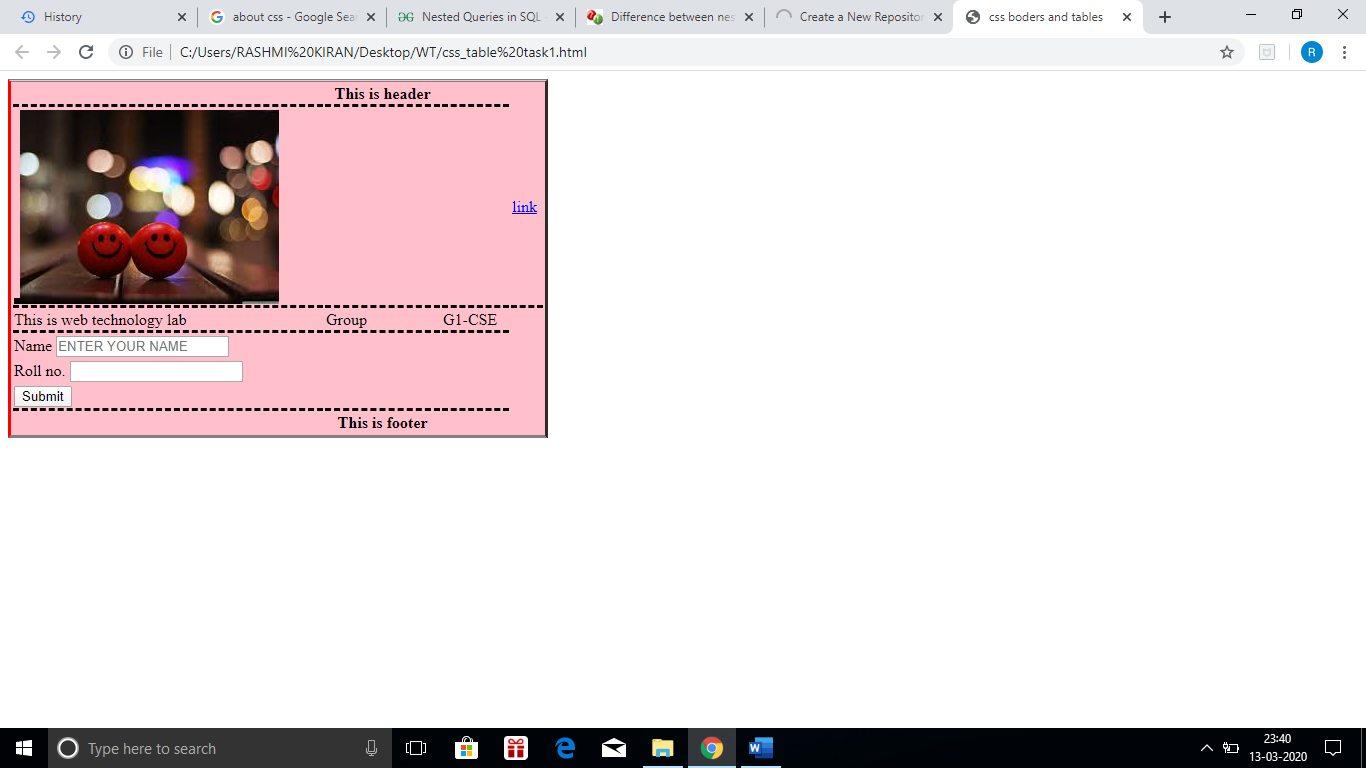 History
about css - Google Sear
Nested Queries in SQL
Difference between nes
Create a New Repositor
css boders and tables
File
C:/Users/RASHMI%20KIRAN/Desktop/WT/css_table%20task1.html
R
This is header
link
This is web technology lab Group G1-CSE
Name ENTER YOUR NAME
Roll no.
Submit
This is footer
Type here to search
23:40
13-03-2020